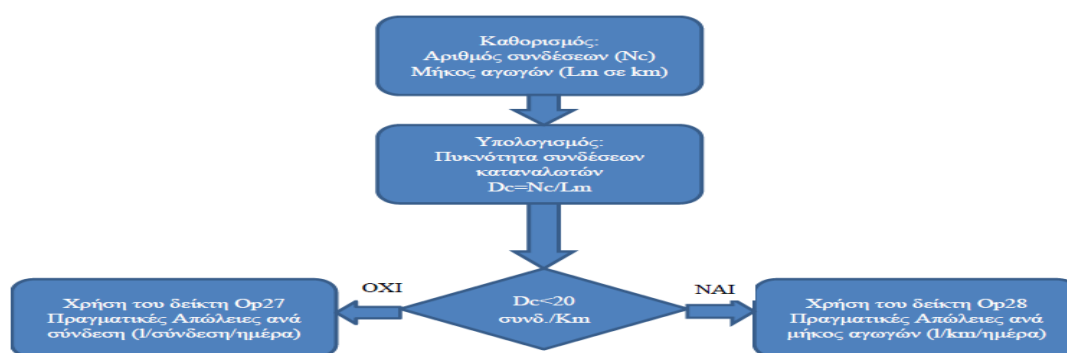 Καθορισμός:
Αριθμός συνδέσεων (Nc)
Μήκος αγωγών (Lm σε km)
Υπολογισμός:
Πυκνότητα συνδέσεων
καταναλωτών
Dc=Nc/Lm
Dc<20
συνδ./Km
ΟΧΙ
ΝΑΙ
Χρήση του δείκτη Op27
Πραγματικές Απώλειες ανά
σύνδεση (l/σύνδεση/ημέρα)
Χρήση του δείκτη Op28
Πραγματικές Απώλειες ανά
μήκος αγωγών (l/km/ημέρα)